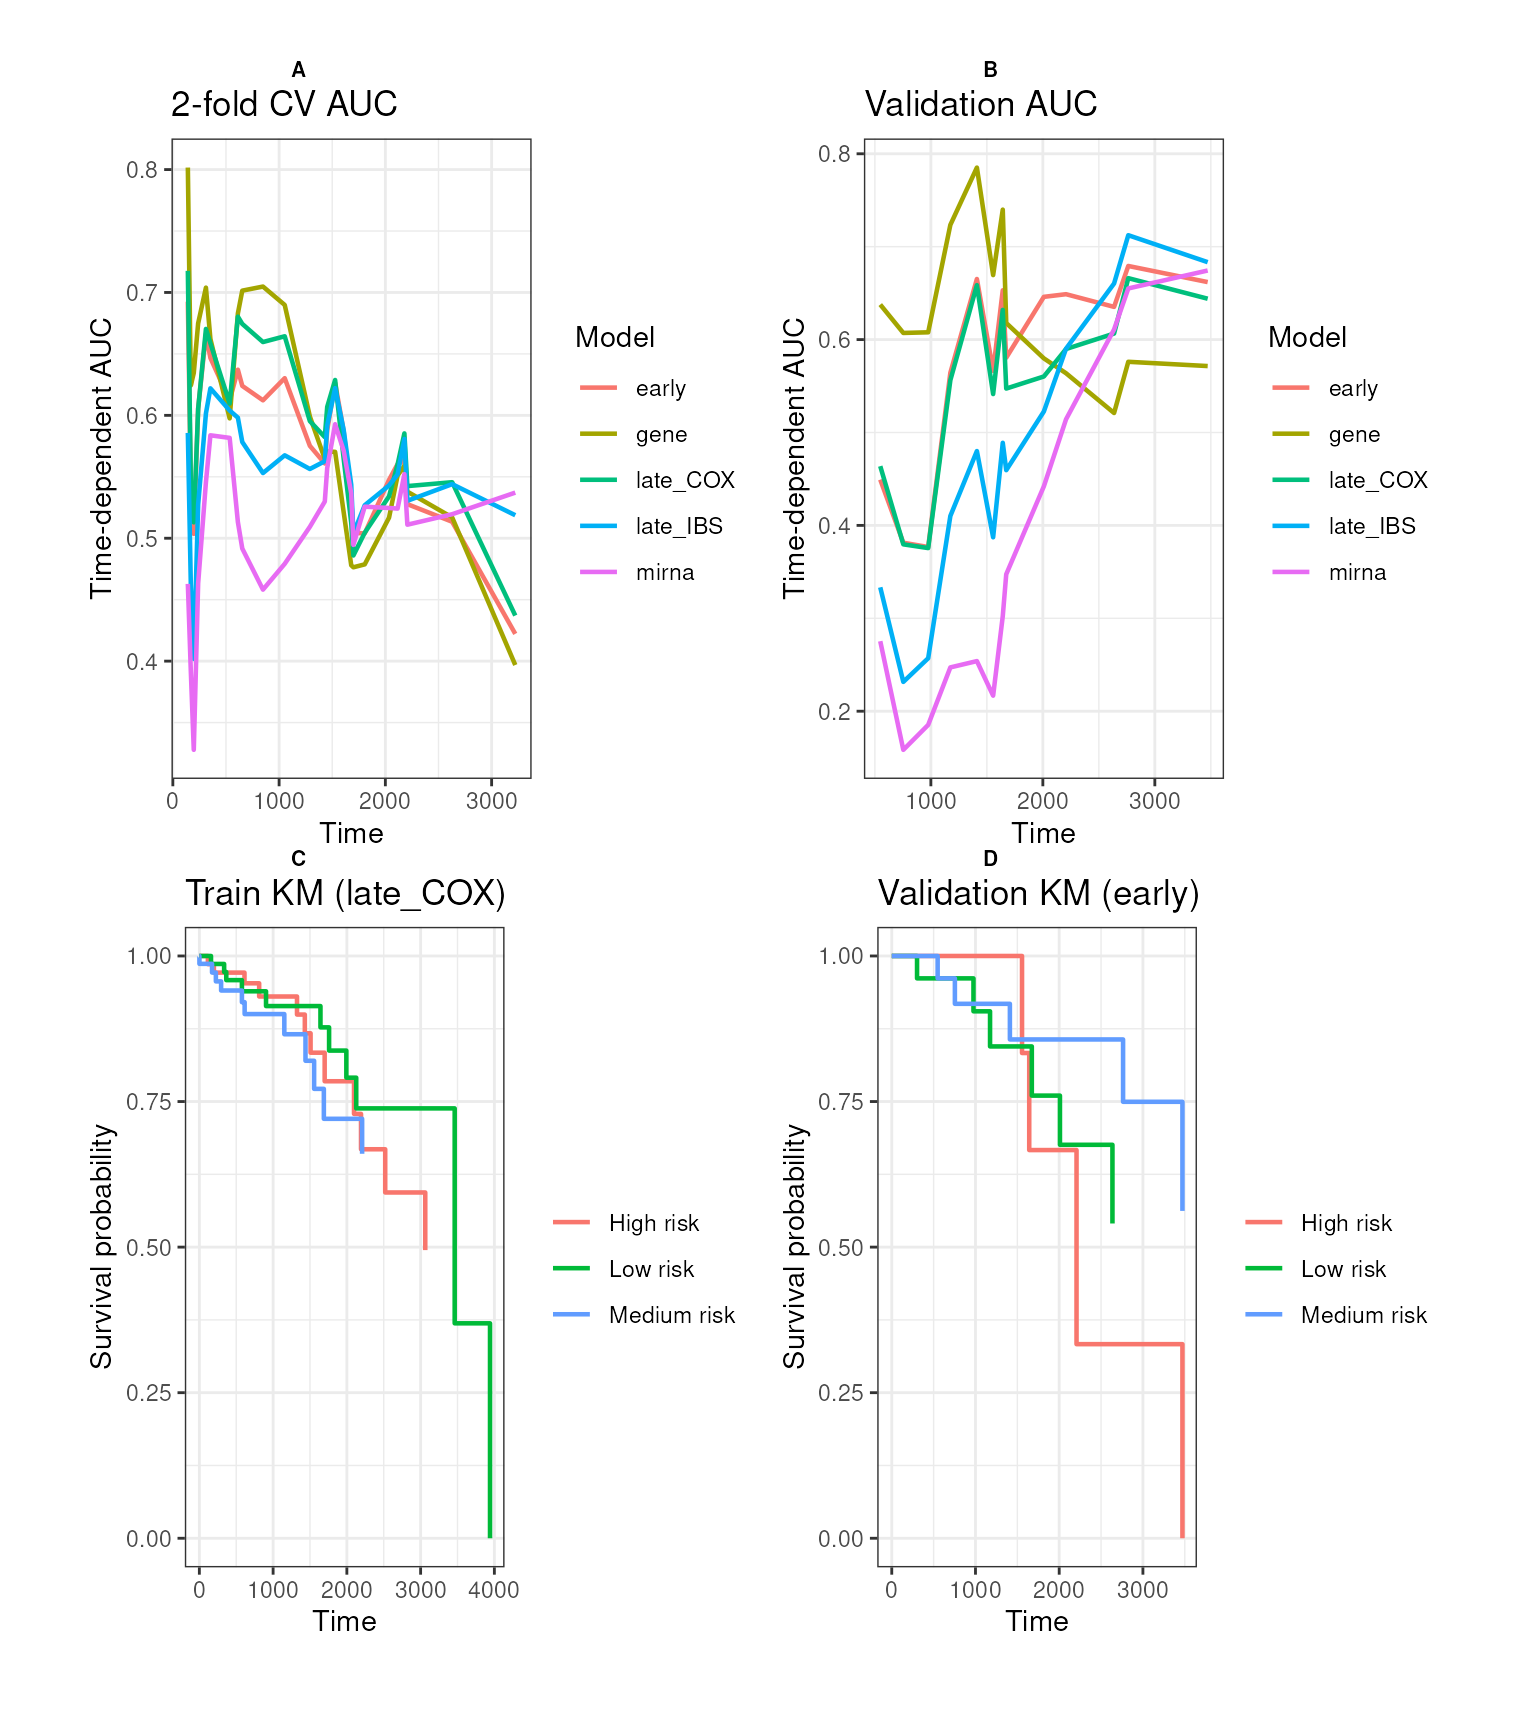 A
2-fold CV AUC
Time-dependent AUC
0.8
0.7
0.6
0.5
0.4
0
1000
2000
3000
Time
Model
early
gene
late_COX
late_IBS
mirna
B
Validation AUC
Time-dependent AUC
0.8
0.6
0.4
0.2
1000
2000
3000
Time
Model
early
gene
late_COX
late_IBS
mirna
C
Train KM (late_COX)
Survival probability
1.00
0.75
0.50
0.25
0.00
0
1000
2000
3000
4000
Time
High risk
Low risk
Medium risk
D
Validation KM (early)
Survival probability
1.00
0.75
0.50
0.25
0.00
0
1000
2000
3000
Time
High risk
Low risk
Medium risk